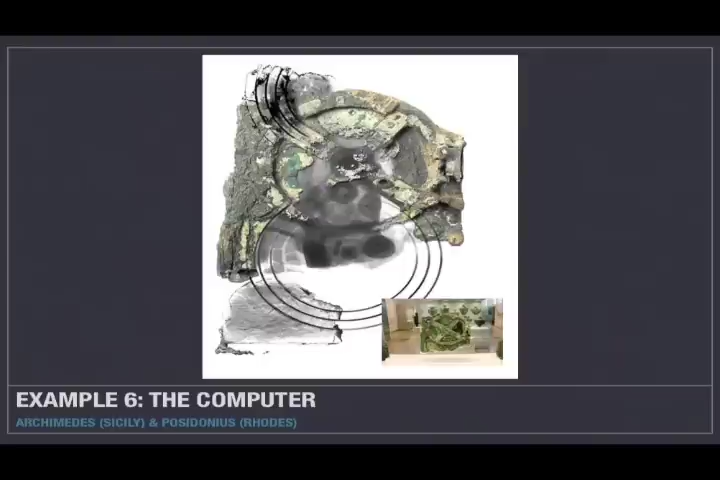 EXAMPLE 6: THE COMPUTER
ARCHIMEDES (SICILY) & POSIDONIUS (RHODES)